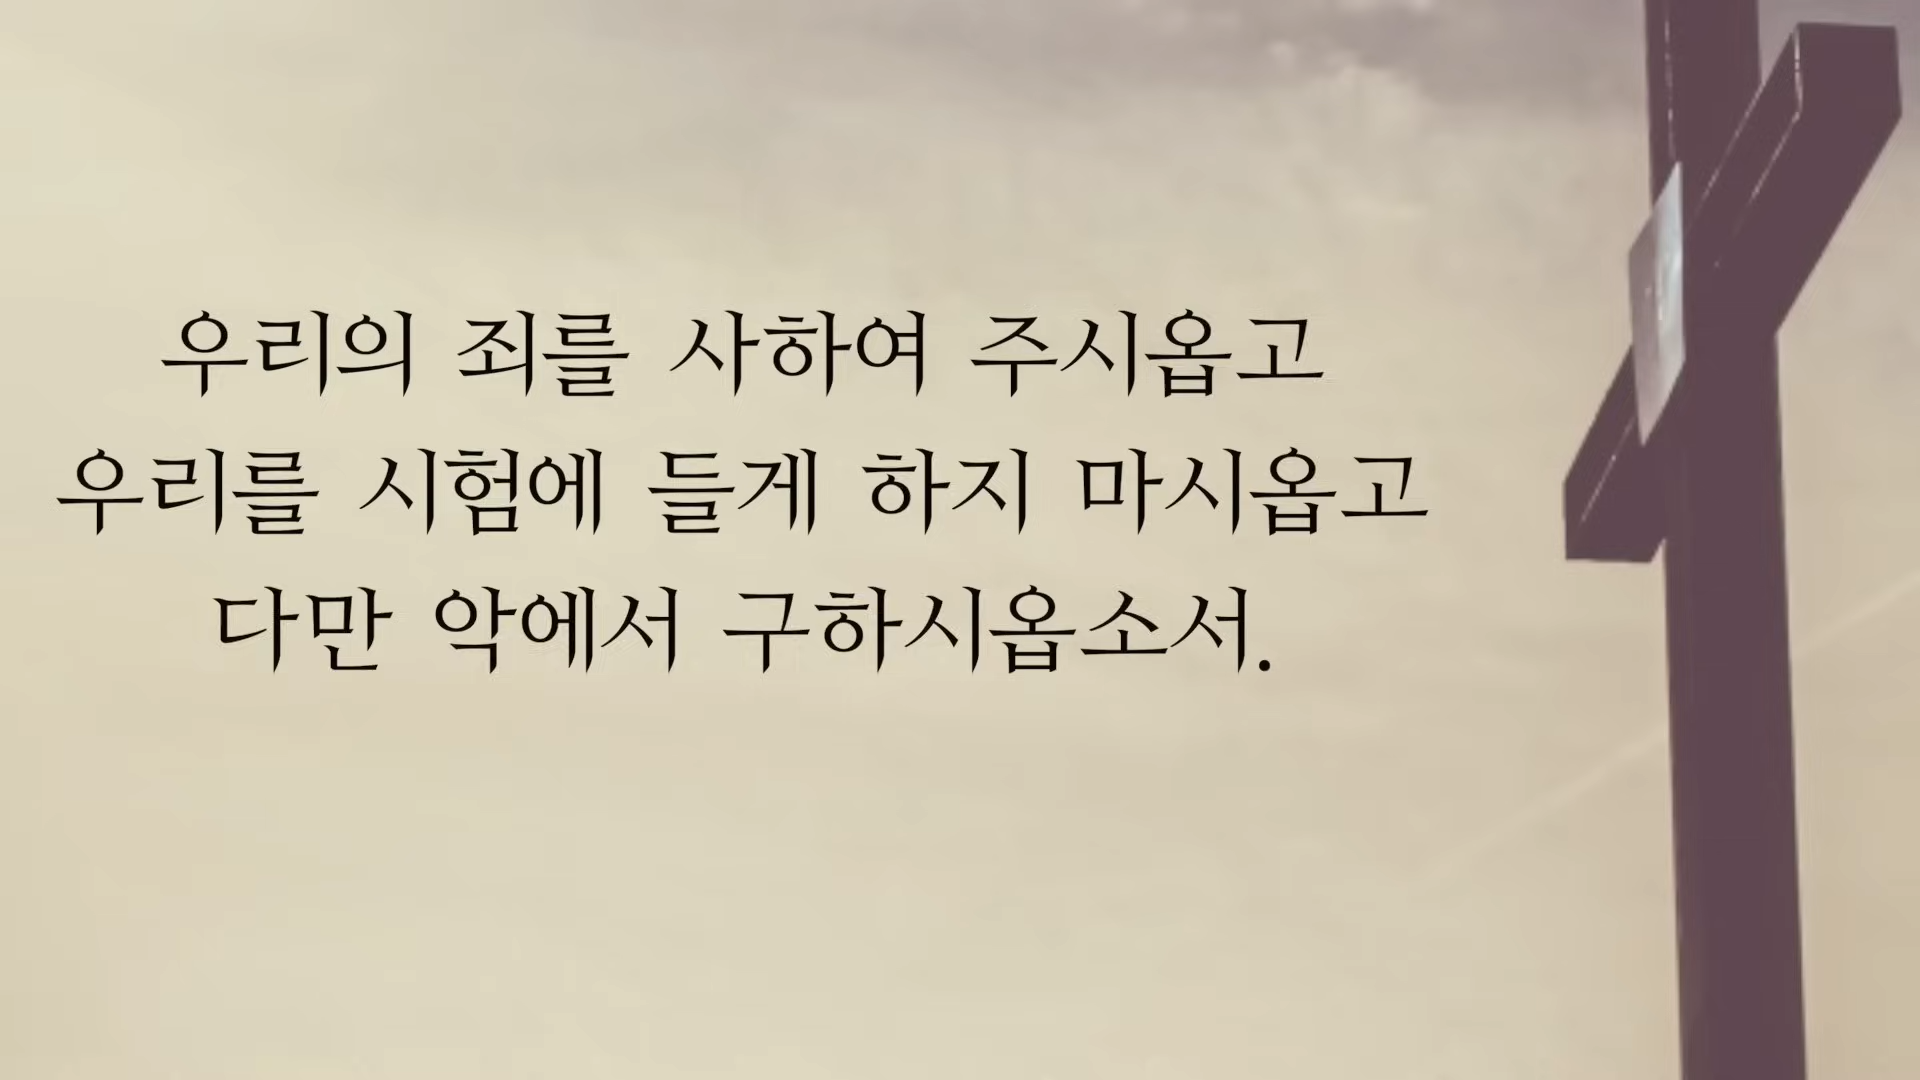 우리의 죄를 사하여 주시옵고
우리를 시험에 들게 하지 마시옵고
다만 악에서 구하시옵소서.